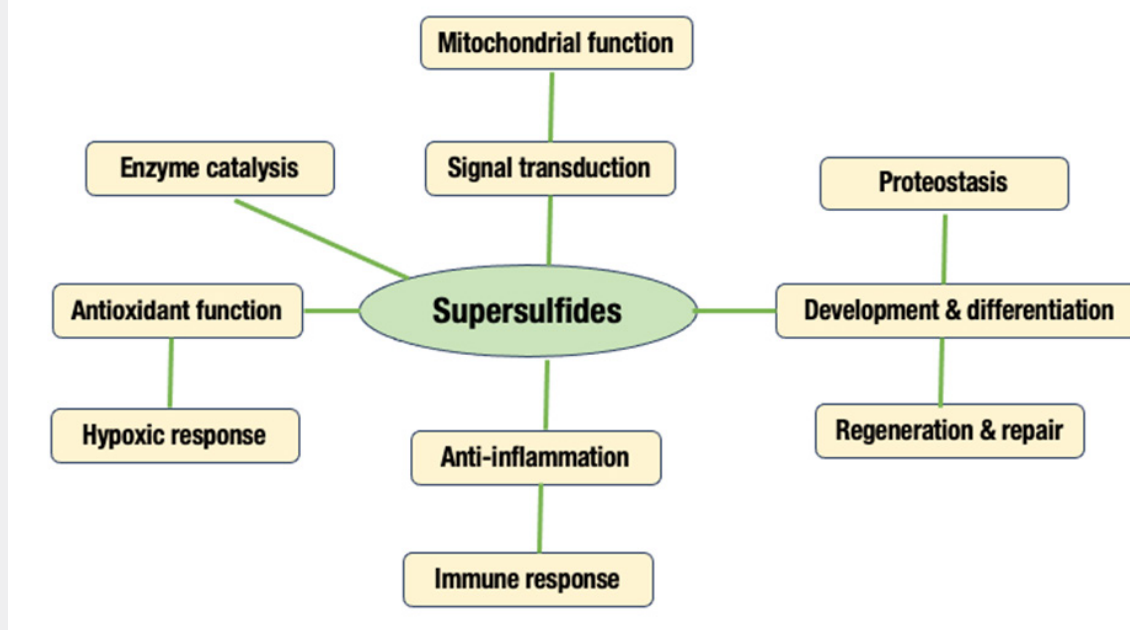 Mitochondrial function
Enzyme catalysis
Signal transduction
Proteostasis
Antioxidant function
Supersulfides
Development & differentiation
Hypoxic response
Anti-inflammation
Regeneration & repair
Immune response